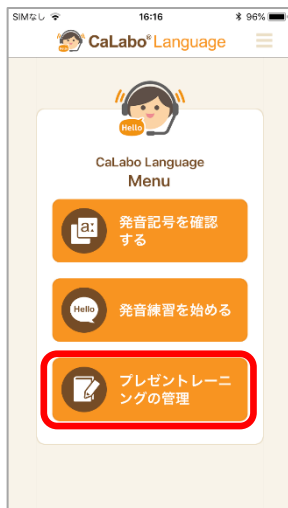 SIMなし 16:16 96%
CaLabo® Language
Hello
CaLabo Language
Menu
a:
発音記号を確認
する
Hello
発音練習を始める
プレゼントレーニ
ングの管理